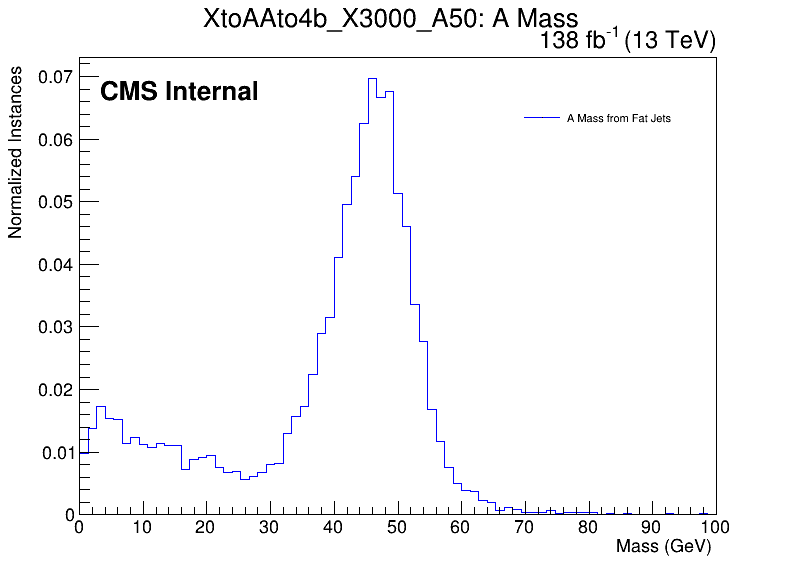 XtoAAto4b_X3000_A50: A Mass
138 fb-1 (13 TeV)
CMS Internal
A Mass from Fat Jets
Normalized Instances
0.07
0.06
0.05
0.04
0.03
0.02
0.01
0
0 10 20 30 40 50 60 70 80 90 100
Mass (GeV)